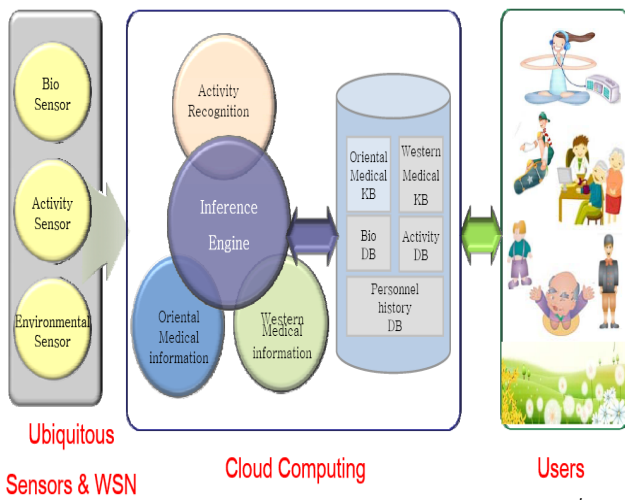 Bio
Sensor
Activity
Sensor
Environmental
Sensor
Activity
Recognition
Inference
Engine
Oriental
Medical
information
Western
Medical
information
Oriental
Medical
KB
Western
Medical
KB
Bio
DB
Activity
DB
Personnel
history
DB
Ubiquitous
Sensors & WSN
Cloud Computing
Users